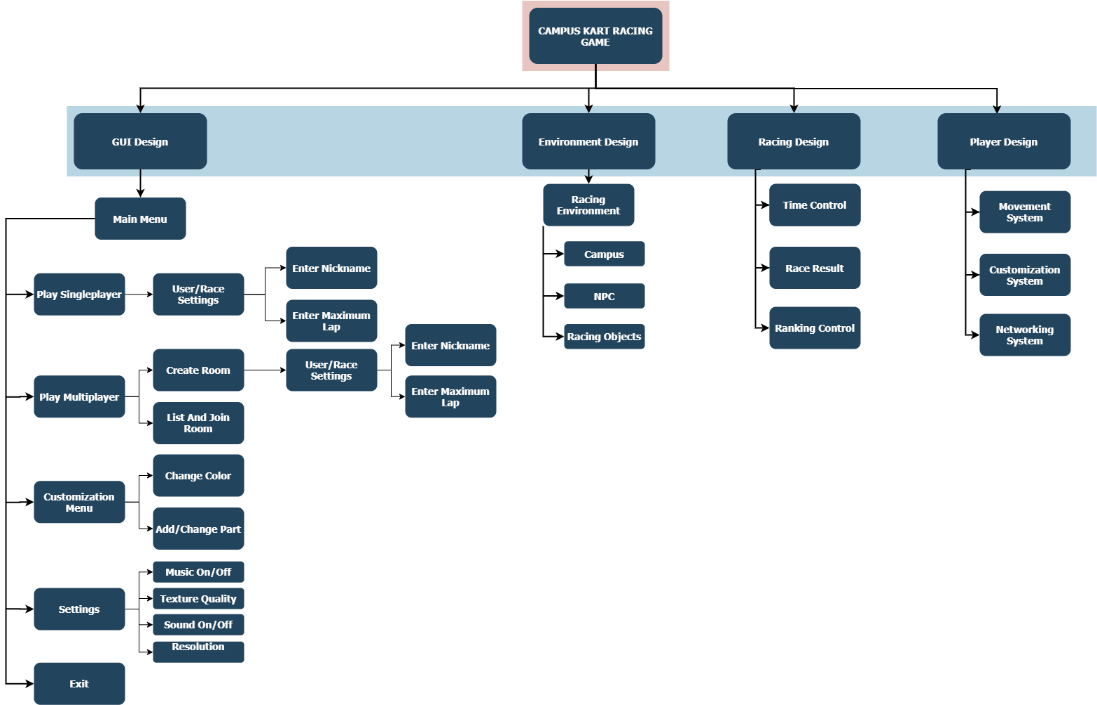 CAMPUS KART RACING
GAME
GUI Design
Environment Design
Racing Design
Player Design
Main Menu
Racing
Environment
Time Control
Movement
System
Campus
Race Result
Customization
System
NPC
Ranking Control
Networking
System
Racing Objects
Play Singleplayer
User/Race
Settings
Enter Nickname
Enter Maximum
Lap
Play Multiplayer
Create Room
User/Race
Settings
Enter Nickname
Enter Maximum
Lap
List And Join
Room
Customization
Menu
Change Color
Add/Change Part
Settings
Music On/Off
Texture Quality
Sound On/Off
Resolution
Exit